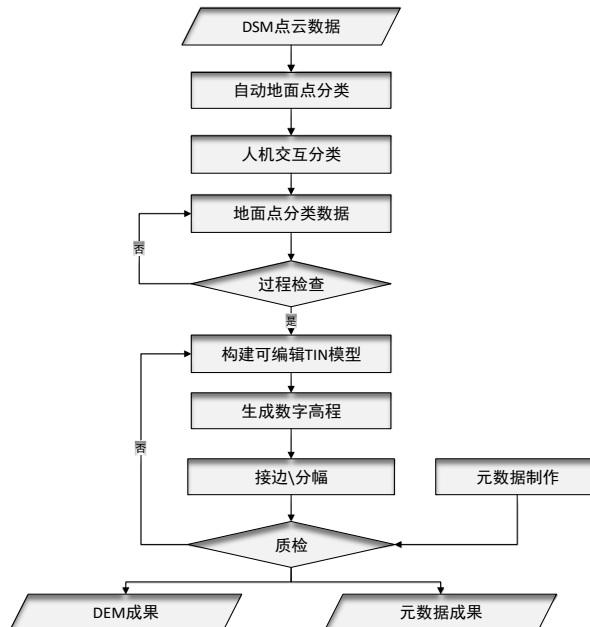 DSM点云数据
自动地面点分类
人机交互分类
地面点分类数据
否
过程检查
是
构建可编辑TIN模型
生成数字高程
否
接边\分幅
元数据制作
质检
DEM成果
元数据成果